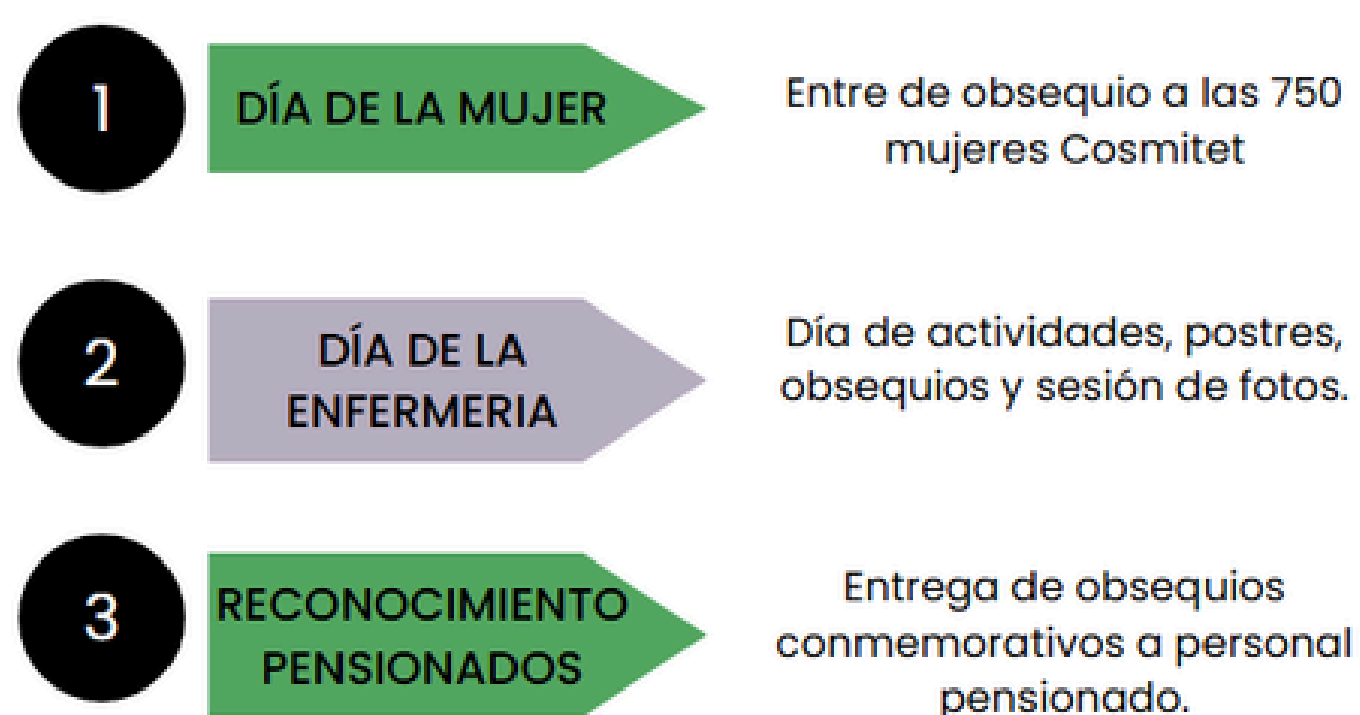 1
DÍA DE LA MUJER
Entre de obsequio a las 750
mujeres Cosmitet
2
DÍA DE LA
ENFERMERIA
Día de actividades, postres,
obsequios y sesión de fotos.
3
RECONOCIMIENTO
PENSIONADOS
Entrega de obsequios
conmemorativos a personal
pensionado.